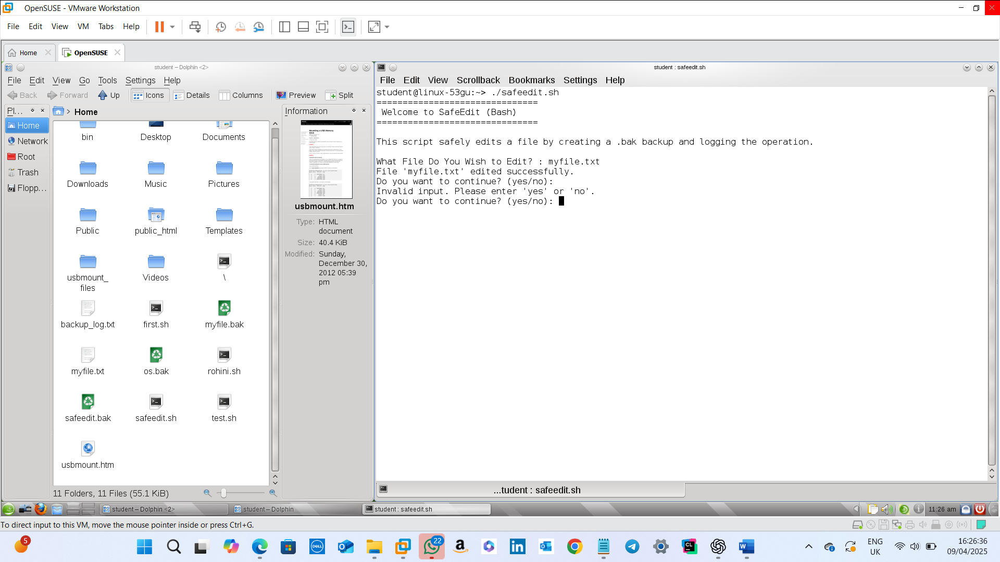 OpenSUSE - VMware Workstation
File Edit View VM Tabs Help
Home
OpenSUSE
student – Dolphin <2>
File Edit View Go Tools Settings Help
Back Forward Up Icons Details Columns Preview Split
Pl...
Home
Home
Network
Root
Trash
Flopp...
bin Desktop Documents
Downloads Music Pictures
Public public_html Templates
usbmount_
files
Videos
\
backup_log.txt first.sh myfile.bak
myfile.txt os.bak rohini.sh
safeedit.bak safeedit.sh test.sh
usbmount.htm
11 Folders, 11 Files (55.1 KiB)
Information
usbmount.htm
Type: HTML
document
Size: 40.4 KiB
Modified: Sunday,
December 30,
2012 05:39
pm
student : safeedit.sh
File Edit View Scrollback Bookmarks Settings Help
student@linux-53gu:~> ./safeedit.sh
===============================
Welcome to SafeEdit (Bash)
===============================
This script safely edits a file by creating a .bak backup and logging the operation.
What File Do You Wish to Edit? : myfile.txt
File 'myfile.txt' edited successfully.
Do you want to continue? (yes/no):
Invalid input. Please enter 'yes' or 'no'.
Do you want to continue? (yes/no):
...tudent : safeedit.sh
student – Dolphin <2>
student – Dolphin
student : safeedit.sh
11:26 am
To direct input to this VM, move the mouse pointer inside or press Ctrl+G.
5
DELL
22
a
in
CL
W
ENG
UK
16:26:36
09/04/2025